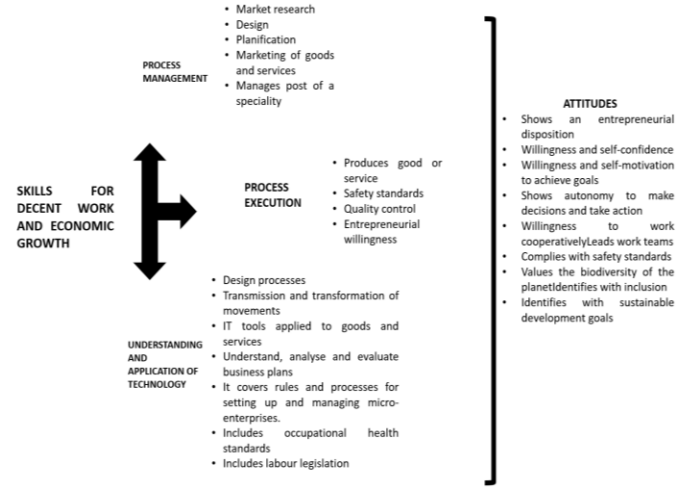 SKILLS FOR
DECENT WORK
AND ECONOMIC
GROWTH
PROCESS
MANAGEMENT
• Market research
• Design
• Planification
• Marketing of goods
and services
• Manages post of a
speciality
PROCESS
EXECUTION
• Produces good or
service
• Safety standards
• Quality control
• Entrepreneurial
willingness
UNDERSTANDING
AND
APPLICATION OF
TECHNOLOGY
• Design processes
• Transmission and transformation of
movements
• IT tools applied to goods and
services
• Understand, analyse and evaluate
business plans
• It covers rules and processes for
setting up and managing micro-
enterprises.
• Includes occupational health
standards
• Includes labour legislation
ATTITUDES
• Shows an entrepreneurial
disposition
• Willingness and self-confidence
• Willingness and self-motivation
to achieve goals
• Shows autonomy to make
decisions and take action
• Willingness to work
cooperativelyLeads work teams
• Complies with safety standards
• Values the biodiversity of the
planetIdentifies with inclusion
• Identifies with sustainable
development goals